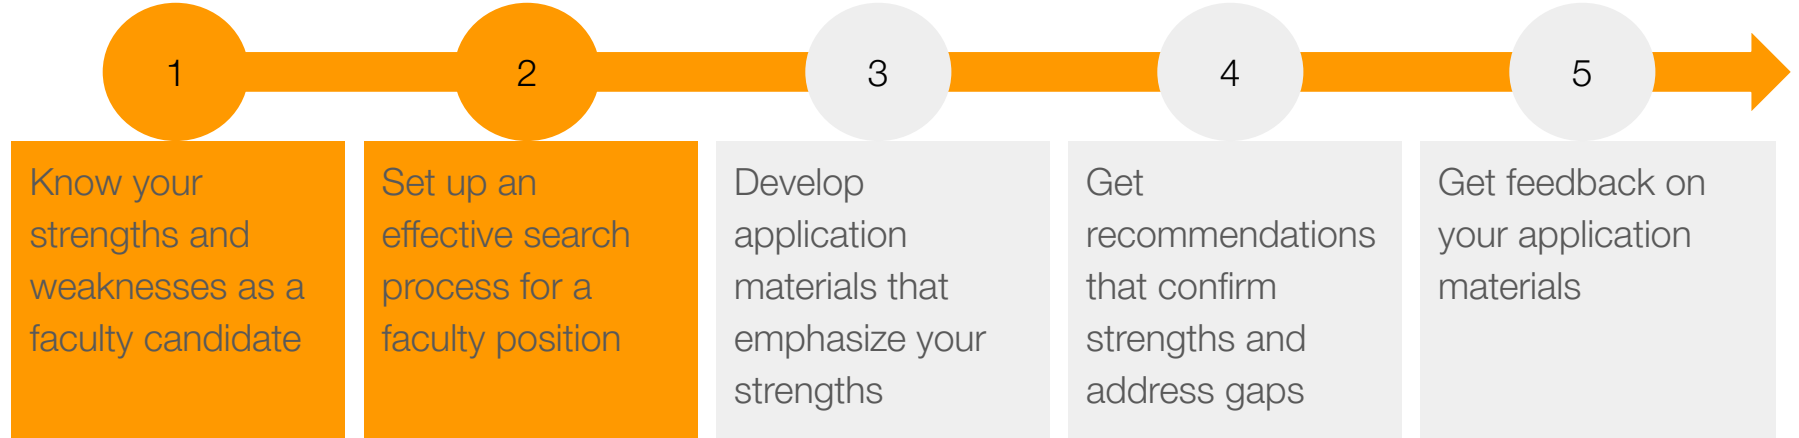 1
2
3
4
5
Know your
strengths and
weaknesses as a
faculty candidate
Set up an
effective search
process for a
faculty position
Develop
application
materials that
emphasize your
strengths
Get
recommendations
that confirm
strengths and
address gaps
Get feedback on
your application
materials